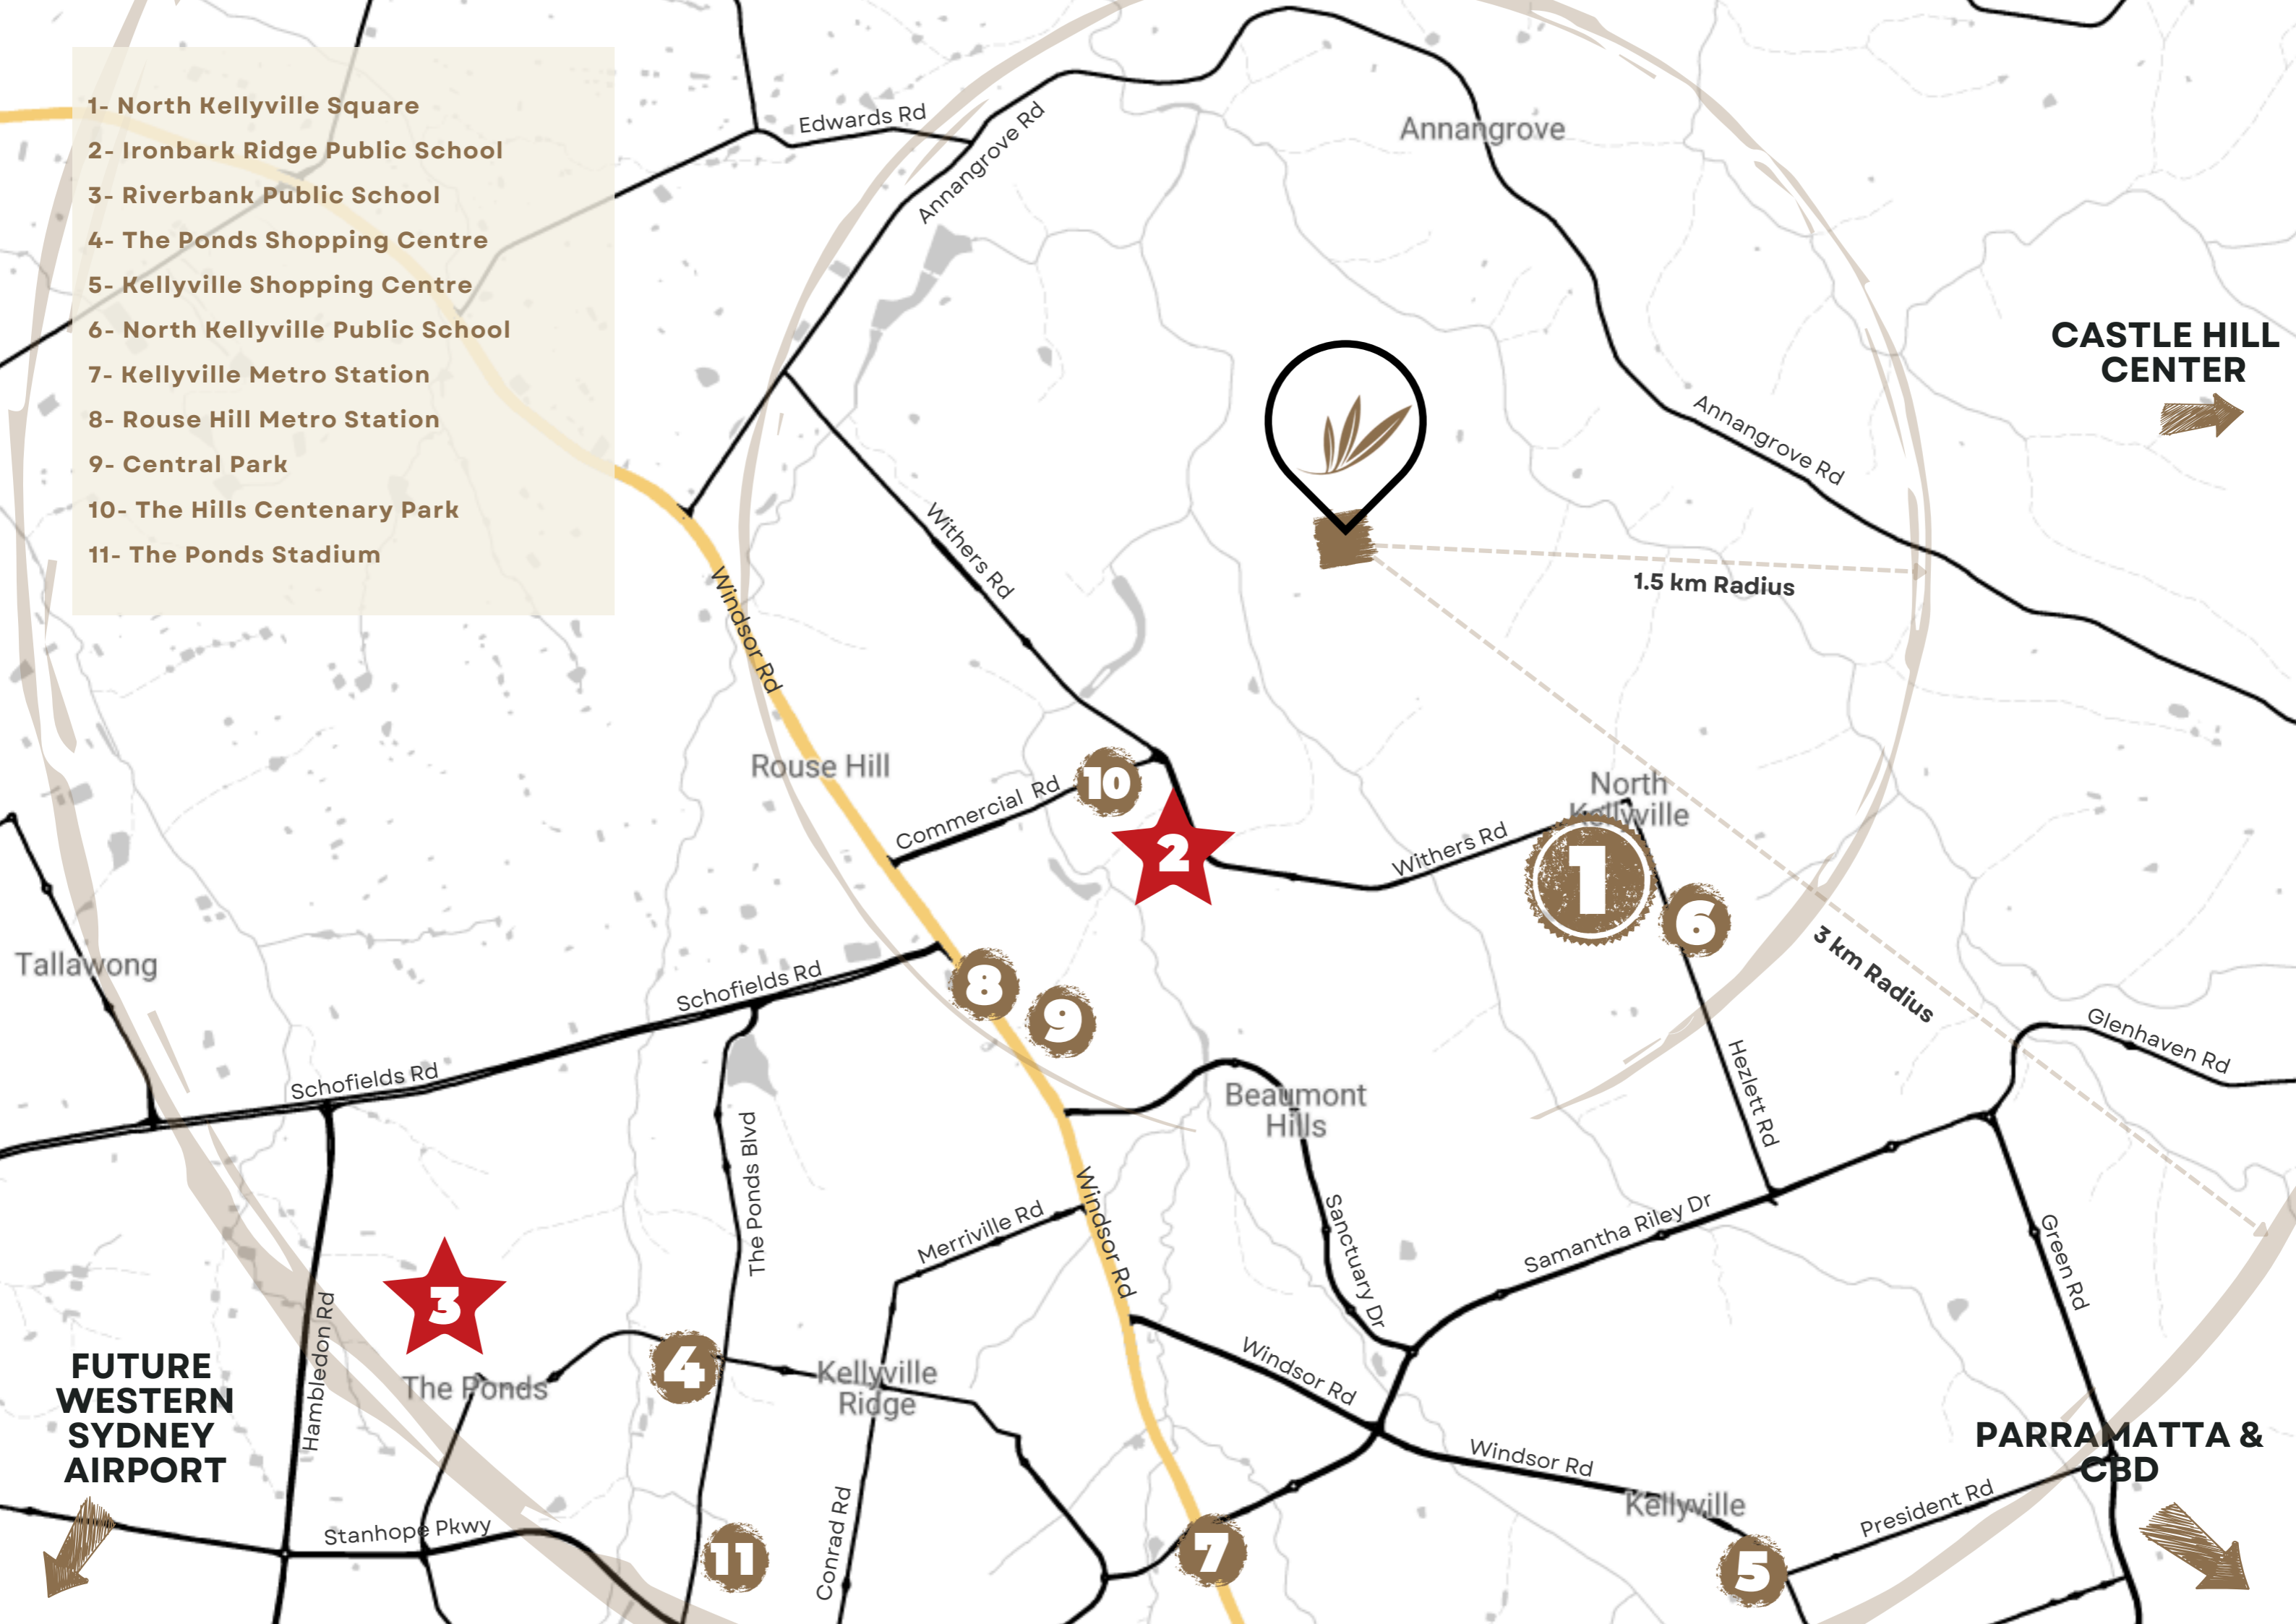 1- North Kellyville Square
2- Ironbark Ridge Public School
3- Riverbank Public School
4- The Ponds Shopping Centre
5- Kellyville Shopping Centre
6- North Kellyville Public School
7- Kellyville Metro Station
8- Rouse Hill Metro Station
9- Central Park
10- The Hills Centenary Park
11- The Ponds Stadium
Edwards Rd
Annangrove Rd
Annangrove
CASTLE HILL
CENTER
Annangrove Rd
Withers Rd
1.5 km Radius
Windsor Rd
Rouse Hill
10
Commercial Rd
2
Withers Rd
North
Kellyville
1
6
3 km Radius
Tallawong
Schofields Rd
8
9
Schofields Rd
Glenhaven Rd
Hezlett Rd
Beaumont
Hills
The Ponds Blvd
Merriville Rd
Windsor Rd
Sanctuary Dr
Samantha Riley Dr
Green Rd
3
Hambledon Rd
The Ponds
4
Kellyville
Ridge
Windsor Rd
FUTURE
WESTERN
SYDNEY
AIRPORT
Windsor Rd
PARRAMATTA &
CBD
Kellyville
President Rd
Stanhope Pkwy
11
Conrad Rd
7
5